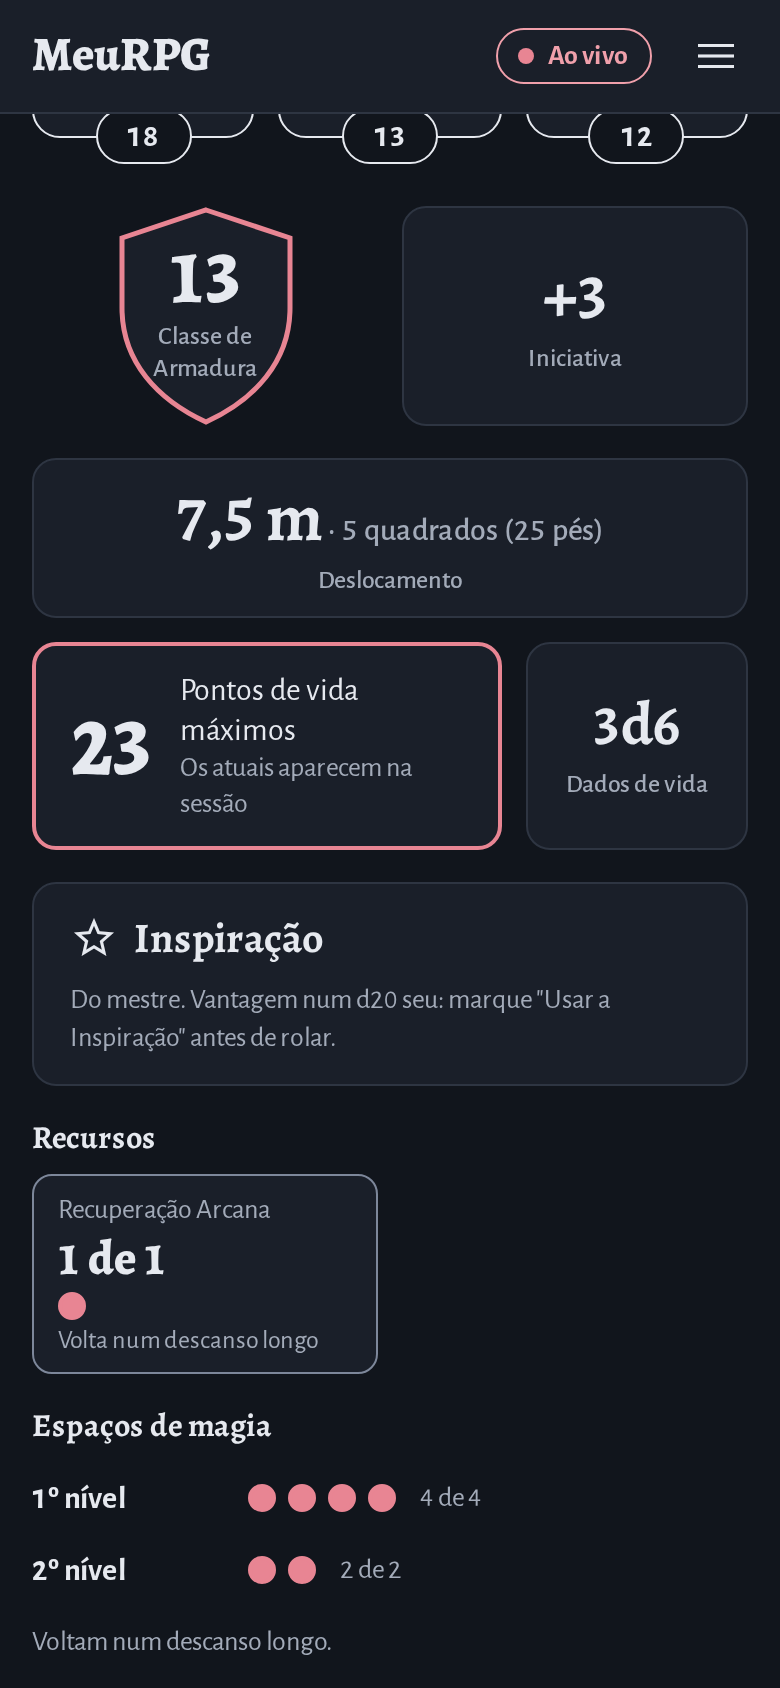 MeuRPG
Ao vivo
18
13
12
13
Classe de
Armadura
+3
Iniciativa
7,5 m · 5 quadrados (25 pés)
Deslocamento
23
Pontos de vida
máximos
Os atuais aparecem na
sessão
3d6
Dados de vida
Inspiração
Do mestre. Vantagem num d20 seu: marque "Usar a
Inspiração" antes de rolar.
Recursos
Recuperação Arcana
1 de 1
Volta num descanso longo
Espaços de magia
1º nível
4 de 4
2º nível
2 de 2
Voltam num descanso longo.